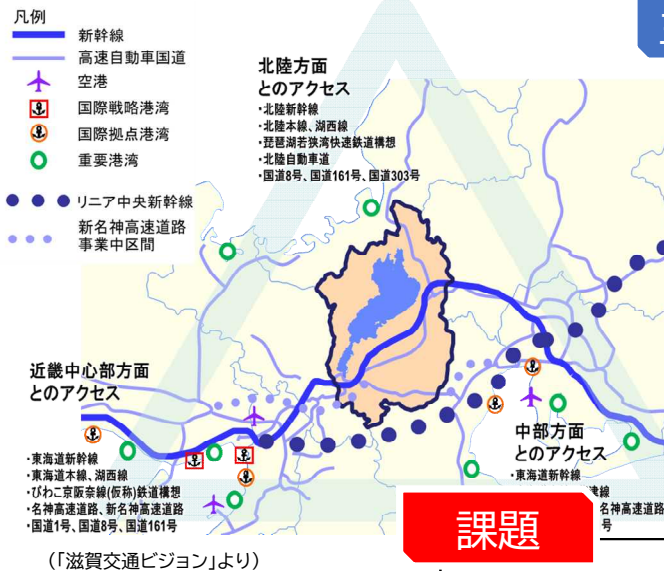 凡例
新幹線
高速自動車国道
空港
国際戦略港湾
国際拠点港湾
重要港湾
リニア中央新幹線
新名神高速道路
事業中区間
北陸方面
とのアクセス
・北陸新幹線
・北陸本線、湖西線
・琵琶湖若狭湾快速鉄道構想
・北陸自動車道
・国道8号、国道161号、国道303号
近畿中心部方面
とのアクセス
・東海道新幹線
・東海道本線、湖西線
・びわこ京阪奈線(仮称)鉄道構想
・名神高速道路、新名神高速道路
・国道1号、国道8号、国道161号
中部方面
とのアクセス
・東海道新幹線
線
名神高速道路
号
課題
(「滋賀交通ビジョン」より)